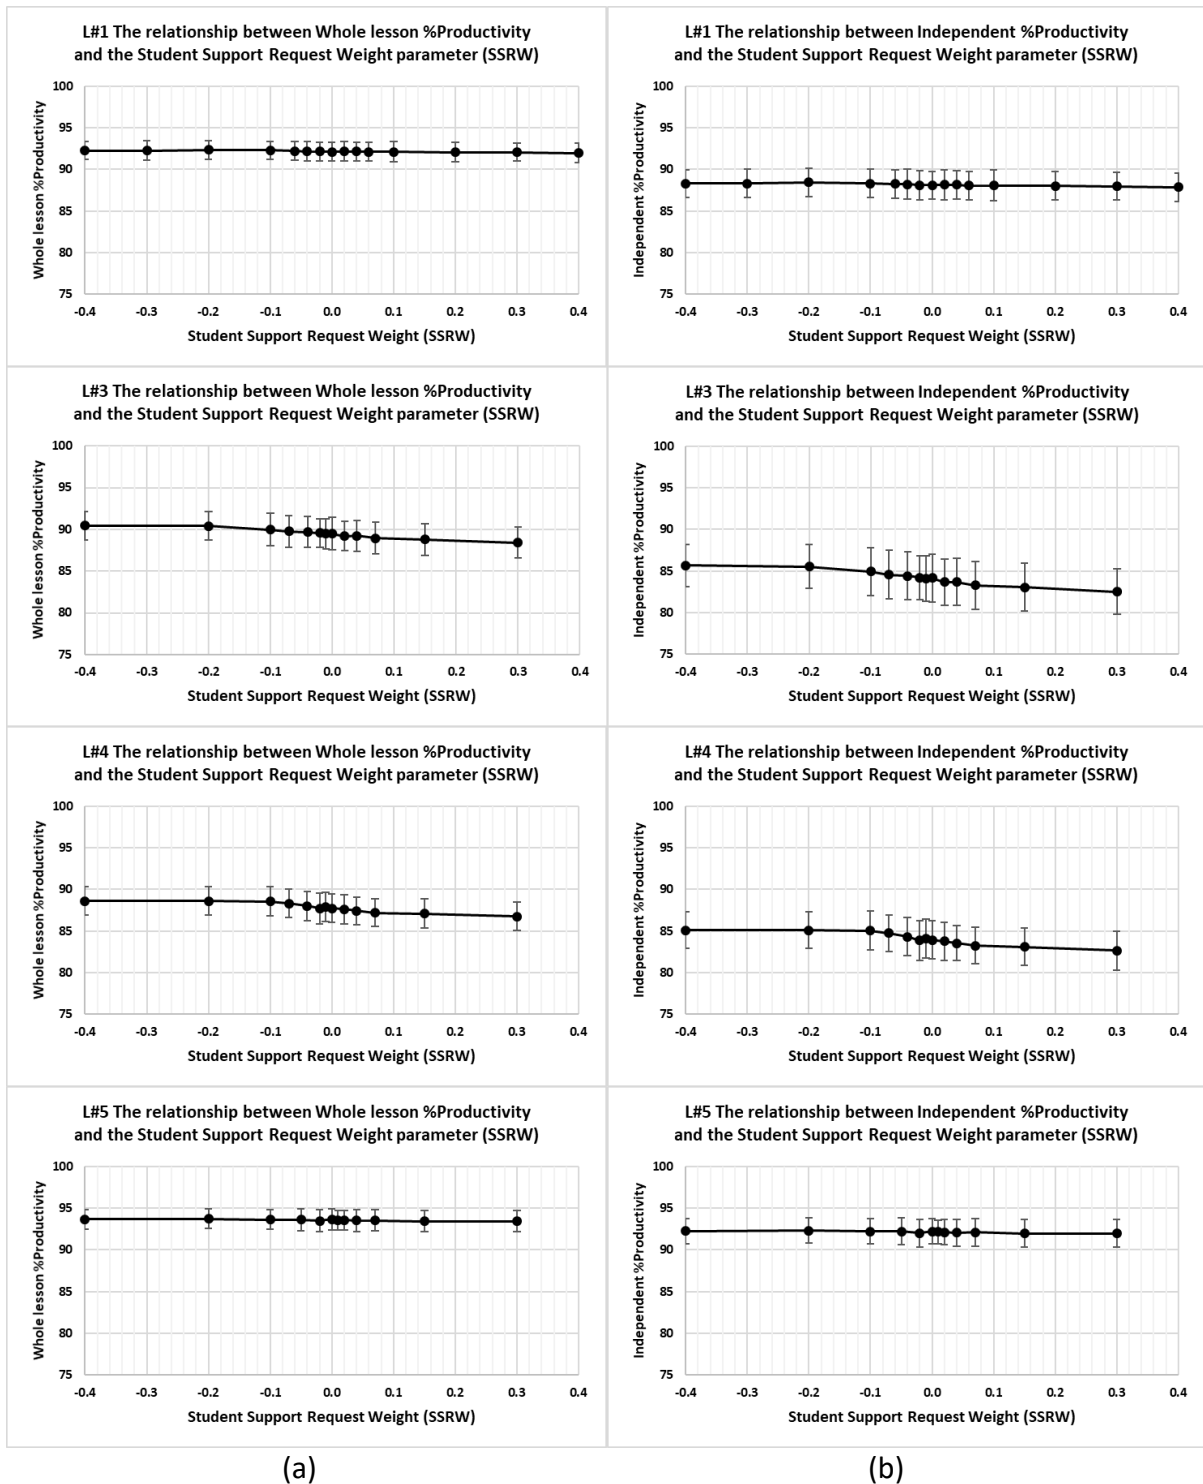 L#1 The relationship between Whole lesson %Productivity
and the Student Support Request Weight parameter (SSRW)
100
95
90
85
80
75
Whole lesson %Productivity
-0.4 -0.3 -0.2 -0.1 0.0 0.1 0.2 0.3 0.4
Student Support Request Weight (SSRW)
L#1 The relationship between Independent %Productivity
and the Student Support Request Weight parameter (SSRW)
100
95
90
85
80
75
Independent %Productivity
-0.4 -0.3 -0.2 -0.1 0.0 0.1 0.2 0.3 0.4
Student Support Request Weight (SSRW)
L#3 The relationship between Whole lesson %Productivity
and the Student Support Request Weight parameter (SSRW)
100
95
90
85
80
75
Whole lesson %Productivity
-0.4 -0.3 -0.2 -0.1 0.0 0.1 0.2 0.3 0.4
Student Support Request Weight (SSRW)
L#3 The relationship between Independent %Productivity
and the Student Support Request Weight parameter (SSRW)
100
95
90
85
80
75
Independent %Productivity
-0.4 -0.3 -0.2 -0.1 0.0 0.1 0.2 0.3 0.4
Student Support Request Weight (SSRW)
L#4 The relationship between Whole lesson %Productivity
and the Student Support Request Weight parameter (SSRW)
100
95
90
85
80
75
Whole lesson %Productivity
-0.4 -0.3 -0.2 -0.1 0.0 0.1 0.2 0.3 0.4
Student Support Request Weight (SSRW)
L#4 The relationship between Independent %Productivity
and the Student Support Request Weight parameter (SSRW)
100
95
90
85
80
75
Independent %Productivity
-0.4 -0.3 -0.2 -0.1 0.0 0.1 0.2 0.3 0.4
Student Support Request Weight (SSRW)
L#5 The relationship between Whole lesson %Productivity
and the Student Support Request Weight parameter (SSRW)
100
95
90
85
80
75
Whole lesson %Productivity
-0.4 -0.3 -0.2 -0.1 0.0 0.1 0.2 0.3 0.4
Student Support Request Weight (SSRW)
L#5 The relationship between Independent %Productivity
and the Student Support Request Weight parameter (SSRW)
100
95
90
85
80
75
Independent %Productivity
-0.4 -0.3 -0.2 -0.1 0.0 0.1 0.2 0.3 0.4
Student Support Request Weight (SSRW)
(a)
(b)